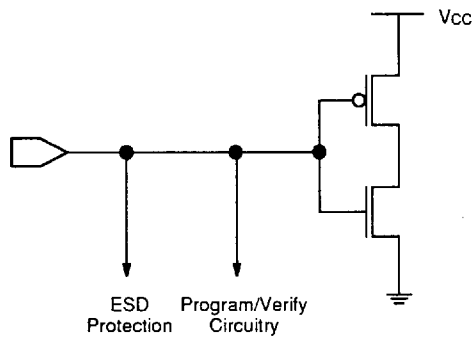 Vcc
ESD
Protection
Program/Verify
Circuitry